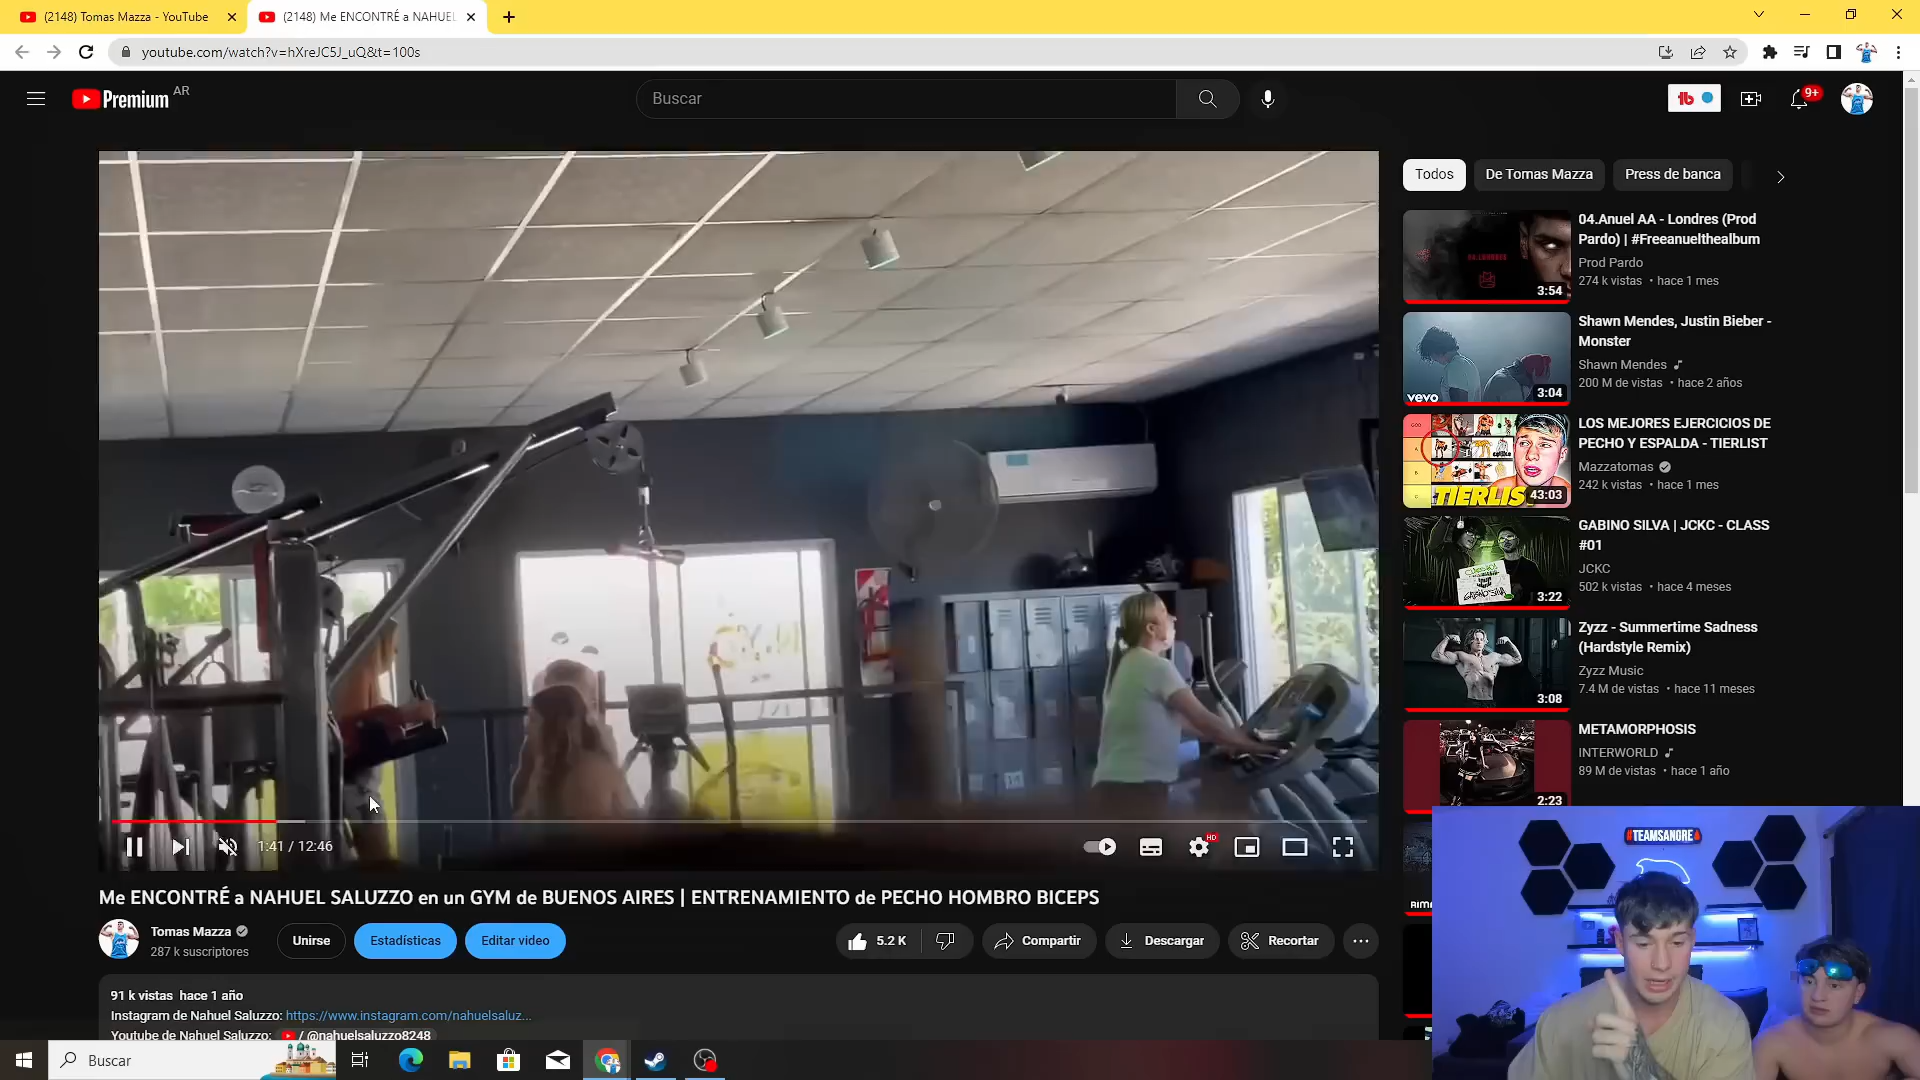 (2148) Tomas Mazza - YouTube
(2148) Me ENCONTRÉ a NAHUEL
youtube.com/watch?v=hXreJC5J_uQ&t=100s
Premium AR
Buscar
9+
Todos
De Tomas Mazza
Press de banca
04.Anuel AA - Londres (Prod
Pardo) | #Freeanuelthealbum
Prod Pardo
274 k vistas • hace 1 mes
3:54
Shawn Mendes, Justin Bieber -
Monster
Shawn Mendes
200 M de vistas • hace 2 años
vevo
3:04
LOS MEJORES EJERCICIOS DE
PECHO Y ESPALDA - TIERLIST
Mazzatomas
242 k vistas • hace 1 mes
TIERLIS
43:03
GABINO SILVA | JCKC - CLASS
#01
JCKC
502 k vistas • hace 4 meses
3:22
Zyzz - Summertime Sadness
(Hardstyle Remix)
Zyzz Music
7.4 M de vistas • hace 11 meses
3:08
METAMORPHOSIS
INTERWORLD
89 M de vistas • hace 1 año
2:23
1:41 / 12:46
HD
Me ENCONTRÉ a NAHUEL SALUZZO en un GYM de BUENOS AIRES | ENTRENAMIENTO de PECHO HOMBRO BICEPS
Tomas Mazza
287 k suscriptores
Unirse
Estadísticas
Editar video
5.2 K
Compartir
Descargar
Recortar
91 k vistas hace 1 año
Instagram de Nahuel Saluzzo: https://www.instagram.com/nahuelsaluz...
Youtube de Nahuel Saluzzo: / @nahuelsaluzzo8248
#TEAMSANORE
Buscar